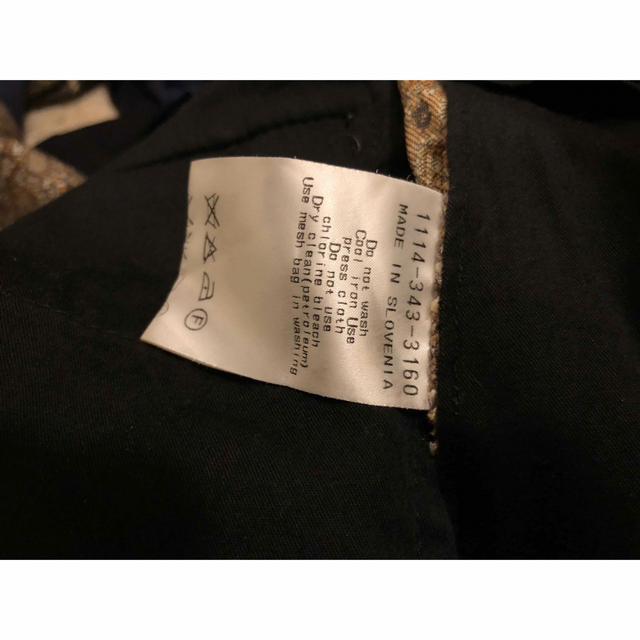 1114-343-3160
MADE IN SLOVENIA
Do not wash
Cool iron Use
press cloth
Do not use
chlorine bleach
Dry clean(petroleum)
Use mesh bag in washing
F